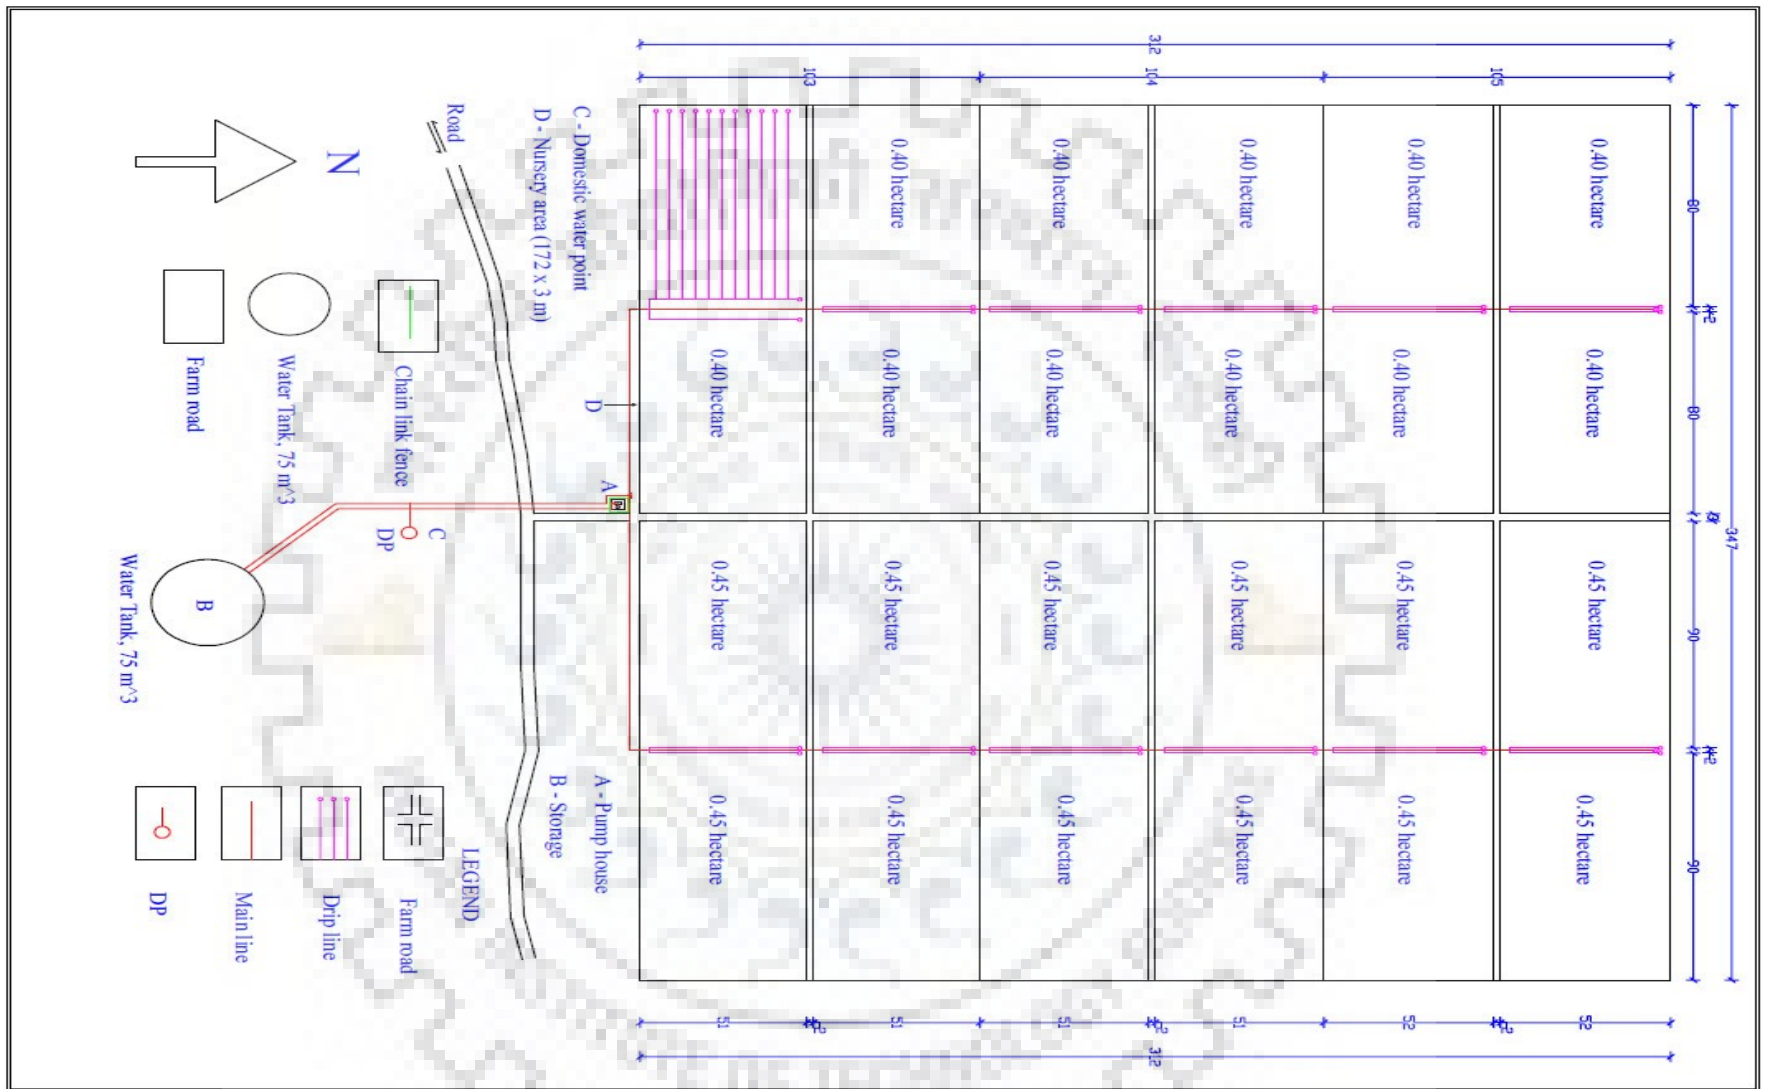 312
103
104
105
Road
N
C - Domestic water point
D - Nursery area (172 x 3 m)
0.40 hectare
0.40 hectare
0.40 hectare
0.40 hectare
0.40 hectare
80
Farm road
Water Tank, 75 m^3
Chain link fence
D
0.40 hectare
0.40 hectare
0.40 hectare
0.40 hectare
0.40 hectare
0.40 hectare
80
A
C
DP
347
Water Tank, 75 m^3
B
0.45 hectare
0.45 hectare
0.45 hectare
0.45 hectare
0.45 hectare
0.45 hectare
90
A - Pump house
B - Storage
0.45 hectare
0.45 hectare
0.45 hectare
0.45 hectare
0.45 hectare
0.45 hectare
90
LEGEND
Farm road
Drip line
Main line
DP
51
51
51
51
52
52
312